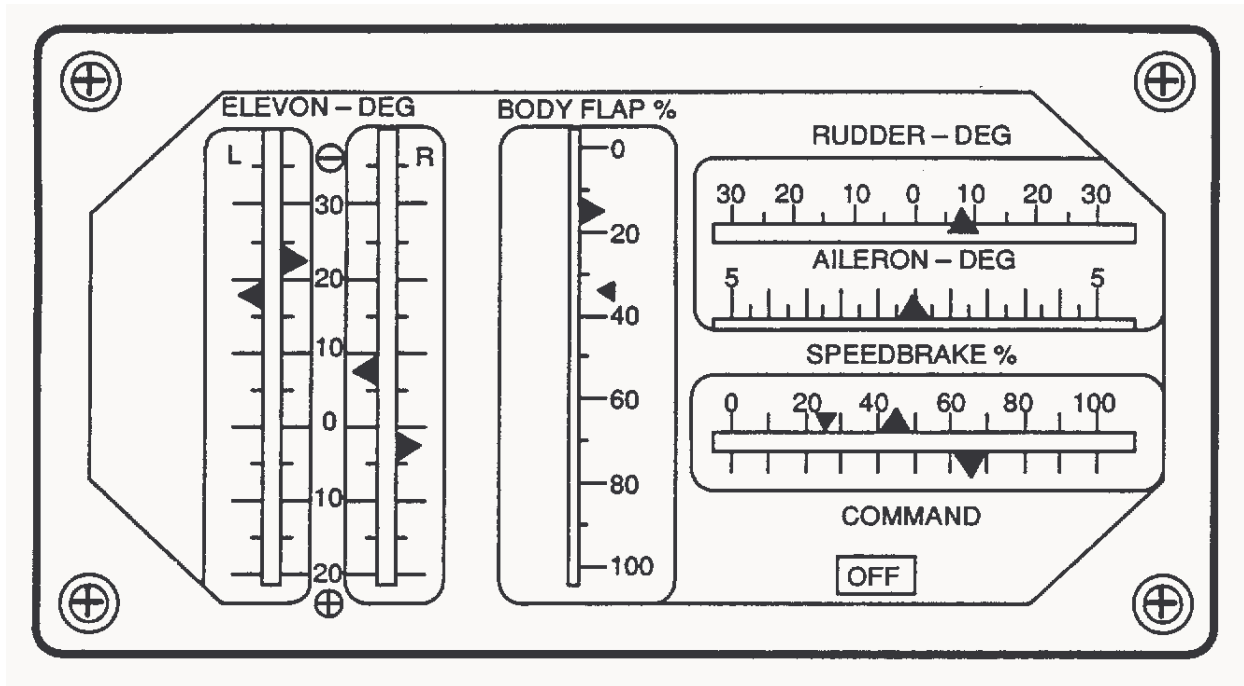 ELEVON – DEG
L
R
30
20
10
0
10
20
BODY FLAP %
0
20
40
60
80
100
RUDDER – DEG
30 20 10 0 10 20 30
AILERON – DEG
5 5
SPEEDBRAKE %
0 20 40 60 80 100
COMMAND
OFF